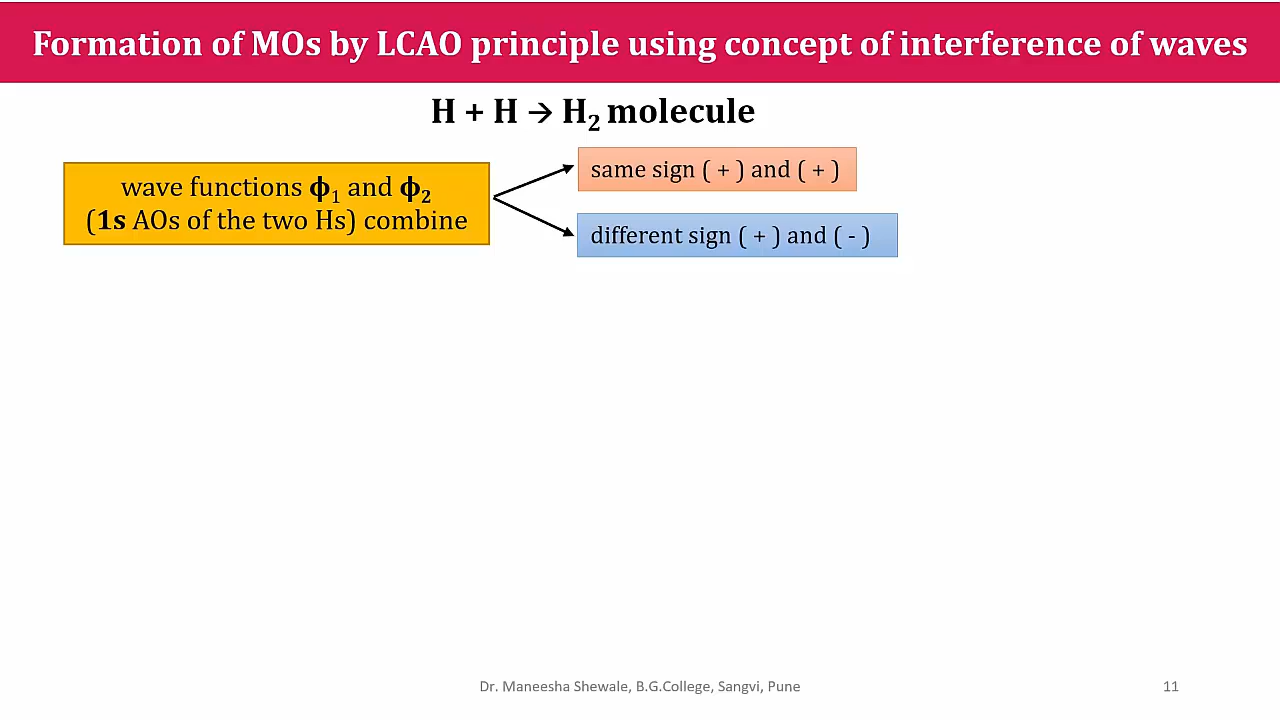 Formation of MOs by LCAO principle using concept of interference of waves
H + H → H₂ molecule
wave functions ϕ₁ and ϕ₂
(1s AOs of the two Hs) combine
same sign ( + ) and ( + )
different sign ( + ) and ( - )
Dr. Maneesha Shewale, B.G.College, Sangvi, Pune
11